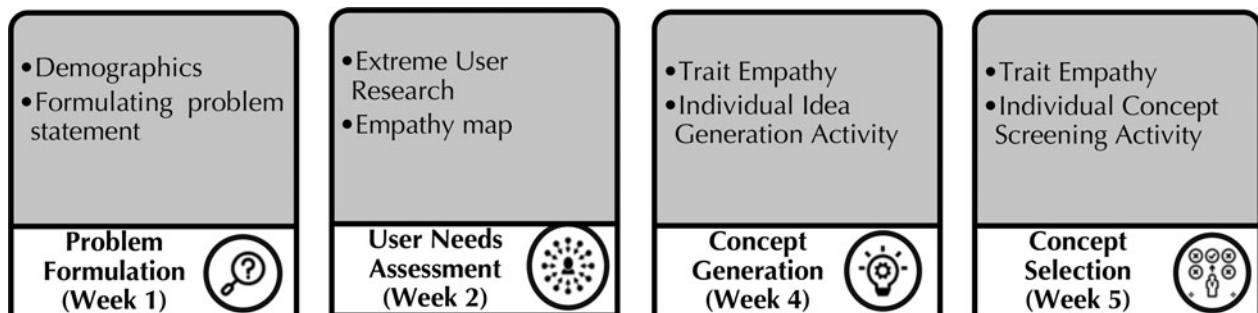 •Demographics
•Formulating problem
statement
Problem
Formulation
(Week 1)
•Extreme User
Research
•Empathy map
User Needs
Assessment
(Week 2)
•Trait Empathy
•Individual Idea
Generation Activity
Concept
Generation
(Week 4)
•Trait Empathy
•Individual Concept
Screening Activity
Concept
Selection
(Week 5)